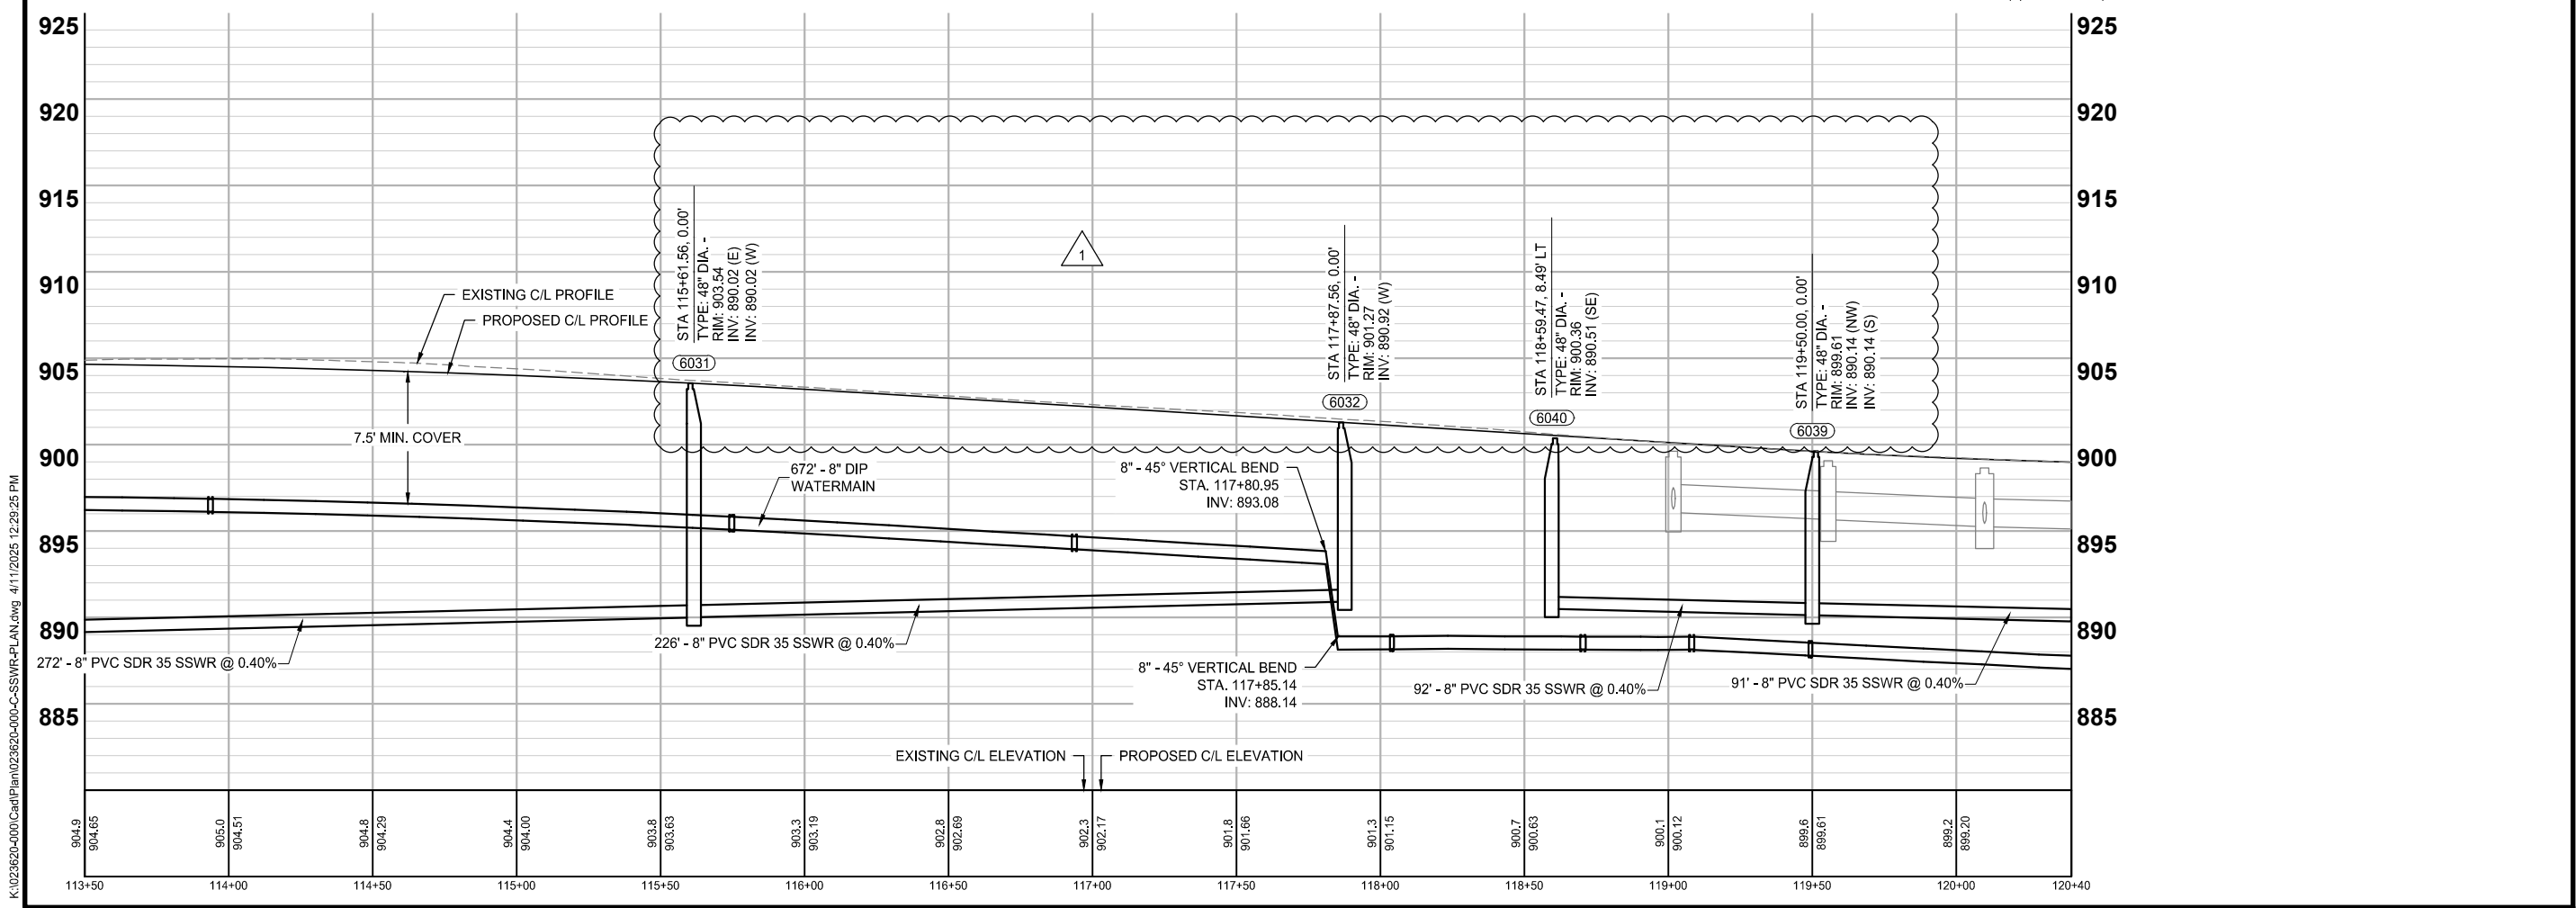 925
920
915
910
905
900
895
890
885
925
920
915
910
905
900
895
890
885
EXISTING C/L PROFILE
PROPOSED C/L PROFILE
7.5' MIN. COVER
STA 115+61.56, 0.00'
TYPE: 48" DIA. -
RIM: 903.54
INV: 890.02 (E)
INV: 890.02 (W)
6031
1
STA 117+87.56, 0.00'
TYPE: 48" DIA. -
RIM: 901.27
INV: 890.92 (W)
6032
STA 118+59.47, 8.49' LT
TYPE: 48" DIA. -
RIM: 900.36
INV: 890.51 (SE)
6040
STA 119+50.00, 0.00'
TYPE: 48" DIA. -
RIM: 899.61
INV: 890.14 (NW)
INV: 890.14 (S)
6039
672' - 8" DIP
WATERMAIN
8" - 45° VERTICAL BEND
STA. 117+80.95
INV: 893.08
272' - 8" PVC SDR 35 SSWR @ 0.40%
226' - 8" PVC SDR 35 SSWR @ 0.40%
8" - 45° VERTICAL BEND
STA. 117+85.14
INV: 888.14
92' - 8" PVC SDR 35 SSWR @ 0.40%
91' - 8" PVC SDR 35 SSWR @ 0.40%
EXISTING C/L ELEVATION
PROPOSED C/L ELEVATION
904.9
904.65
905.0
904.51
904.8
904.29
904.4
904.00
903.8
903.63
903.3
903.19
902.8
902.69
902.3
902.17
901.8
901.66
901.3
901.15
900.7
900.63
900.1
900.12
899.6
899.61
899.2
899.20
113+50
114+00
114+50
115+00
115+50
116+00
116+50
117+00
117+50
118+00
118+50
119+00
119+50
120+00
120+40
K:\023620-000\Cad\Plan\023620-000-C-SSWR-PLAN.dwg 4/11/2025 12:29:25 PM